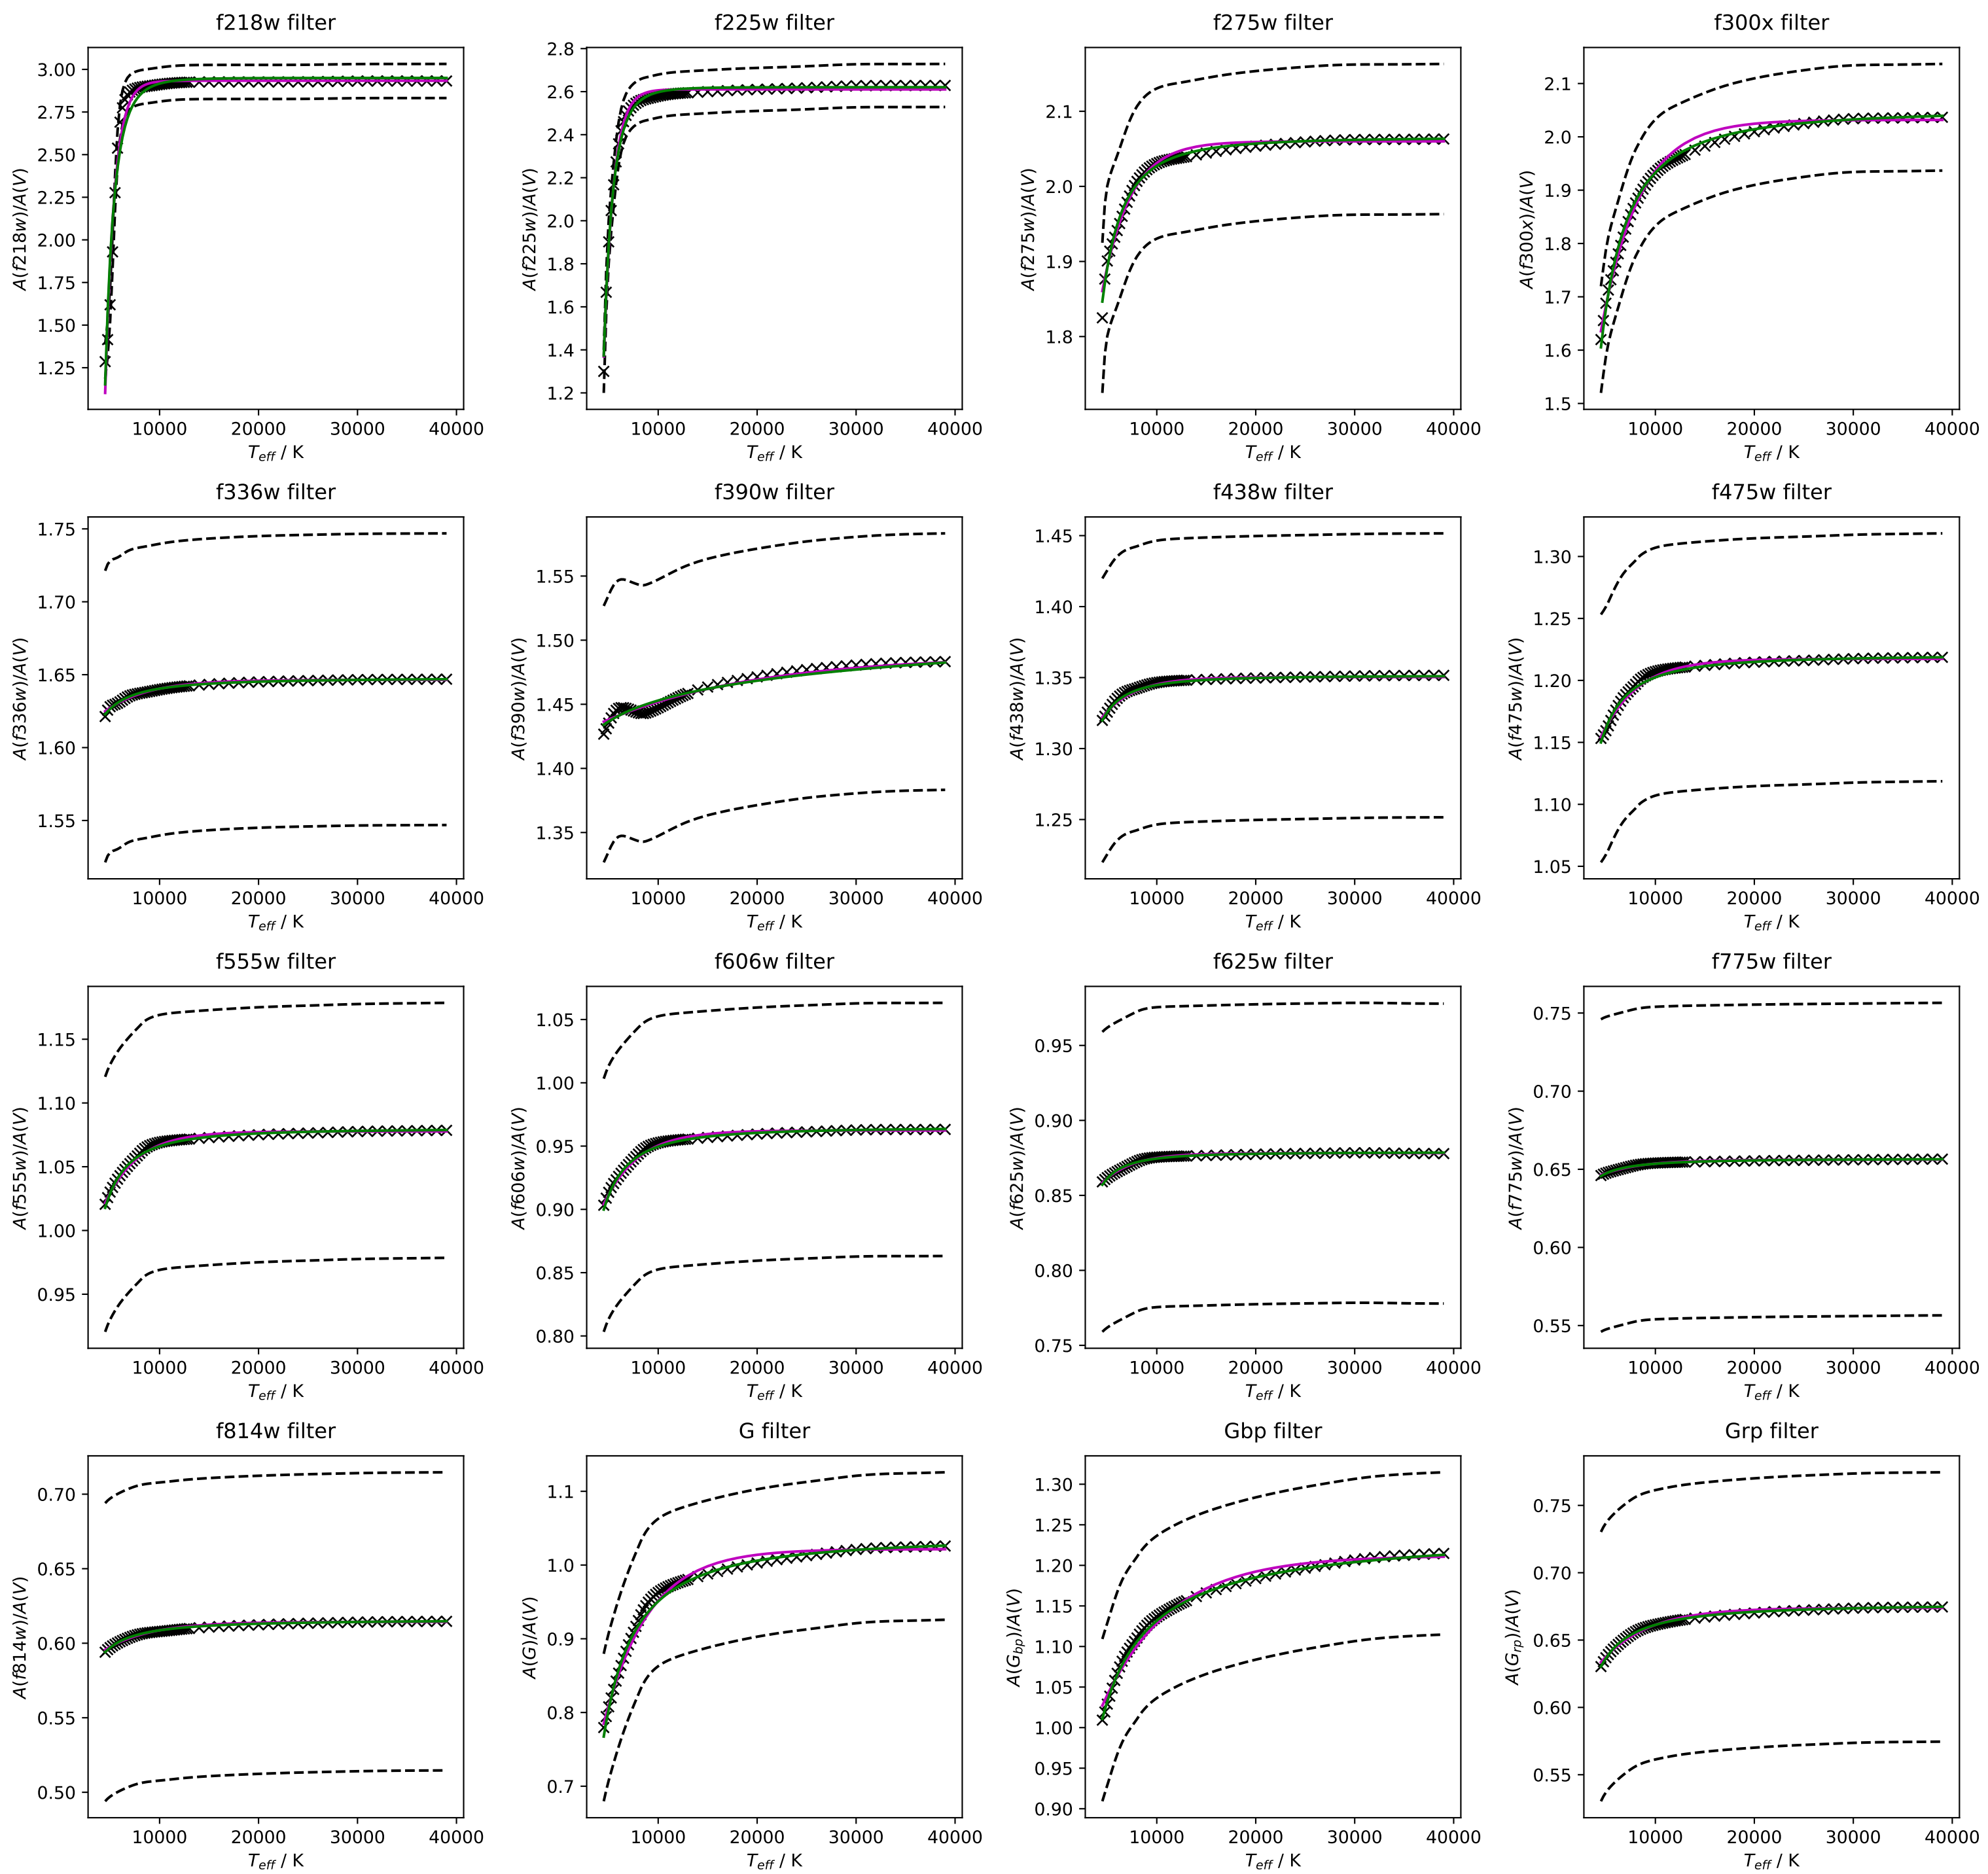 f218w filter
3.00
2.75
2.50
2.25
2.00
1.75
1.50
1.25
A(f218w)/A(V)
10000 20000 30000 40000
T_eff / K
f225w filter
2.8
2.6
2.4
2.2
2.0
1.8
1.6
1.4
1.2
A(f225w)/A(V)
10000 20000 30000 40000
T_eff / K
f275w filter
2.1
2.0
1.9
1.8
A(f275w)/A(V)
10000 20000 30000 40000
T_eff / K
f300x filter
2.1
2.0
1.9
1.8
1.7
1.6
1.5
A(f300x)/A(V)
10000 20000 30000 40000
T_eff / K
f336w filter
1.75
1.70
1.65
1.60
1.55
A(f336w)/A(V)
10000 20000 30000 40000
T_eff / K
f390w filter
1.55
1.50
1.45
1.40
1.35
A(f390w)/A(V)
10000 20000 30000 40000
T_eff / K
f438w filter
1.45
1.40
1.35
1.30
1.25
A(f438w)/A(V)
10000 20000 30000 40000
T_eff / K
f475w filter
1.30
1.25
1.20
1.15
1.10
1.05
A(f475w)/A(V)
10000 20000 30000 40000
T_eff / K
f555w filter
1.15
1.10
1.05
1.00
0.95
A(f555w)/A(V)
10000 20000 30000 40000
T_eff / K
f606w filter
1.05
1.00
0.95
0.90
0.85
0.80
A(f606w)/A(V)
10000 20000 30000 40000
T_eff / K
f625w filter
0.95
0.90
0.85
0.80
0.75
A(f625w)/A(V)
10000 20000 30000 40000
T_eff / K
f775w filter
0.75
0.70
0.65
0.60
0.55
A(f775w)/A(V)
10000 20000 30000 40000
T_eff / K
f814w filter
0.70
0.65
0.60
0.55
0.50
A(f814w)/A(V)
10000 20000 30000 40000
T_eff / K
G filter
1.1
1.0
0.9
0.8
0.7
A(G)/A(V)
10000 20000 30000 40000
T_eff / K
Gbp filter
1.30
1.25
1.20
1.15
1.10
1.05
1.00
0.95
0.90
A(G_bp)/A(V)
10000 20000 30000 40000
T_eff / K
Grp filter
0.75
0.70
0.65
0.60
0.55
A(G_rp)/A(V)
10000 20000 30000 40000
T_eff / K